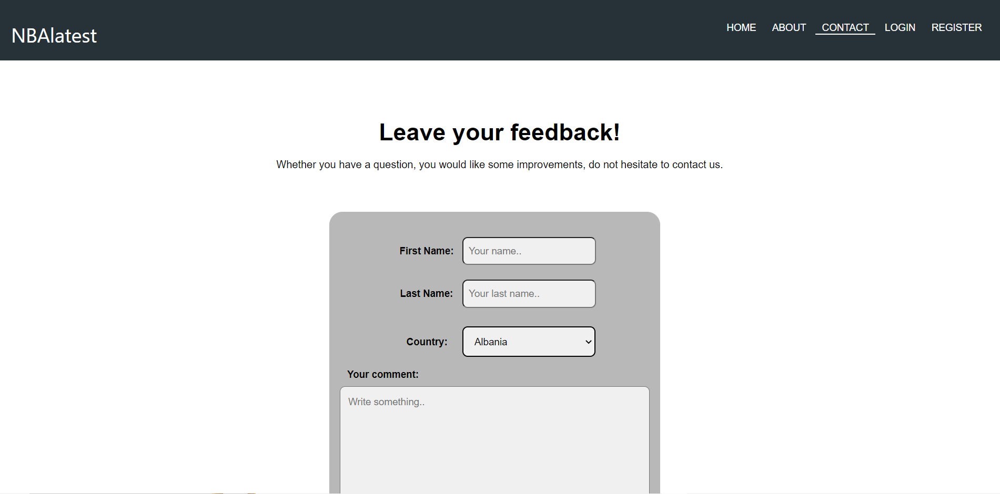 NBAlatest
HOME ABOUT CONTACT LOGIN REGISTER
Leave your feedback!
Whether you have a question, you would like some improvements, do not hesitate to contact us.
First Name: Your name..
Last Name: Your last name..
Country: Albania
Your comment:
Write something..